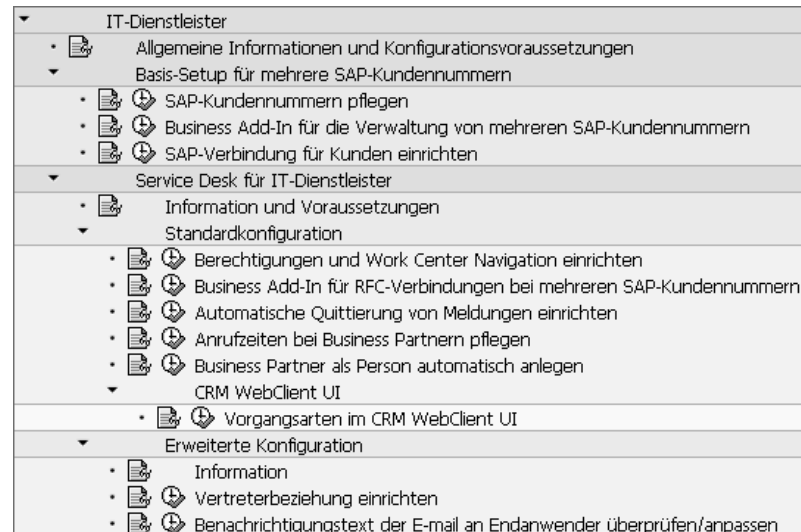 IT-Dienstleister
Allgemeine Informationen und Konfigurationsvoraussetzungen
Basis-Setup für mehrere SAP-Kundennummern
SAP-Kundennummern pflegen
Business Add-In für die Verwaltung von mehreren SAP-Kundennummern
SAP-Verbindung für Kunden einrichten
Service Desk für IT-Dienstleister
Information und Voraussetzungen
Standardkonfiguration
Berechtigungen und Work Center Navigation einrichten
Business Add-In für RFC-Verbindungen bei mehreren SAP-Kundennummern
Automatische Quittierung von Meldungen einrichten
Anrufzeiten bei Business Partnern pflegen
Business Partner als Person automatisch anlegen
CRM WebClient UI
Vorgangsarten im CRM WebClient UI
Erweiterte Konfiguration
Information
Vertreterbeziehung einrichten
Benachrichtigungstext der E-mail an Endanwender überprüfen/anpassen